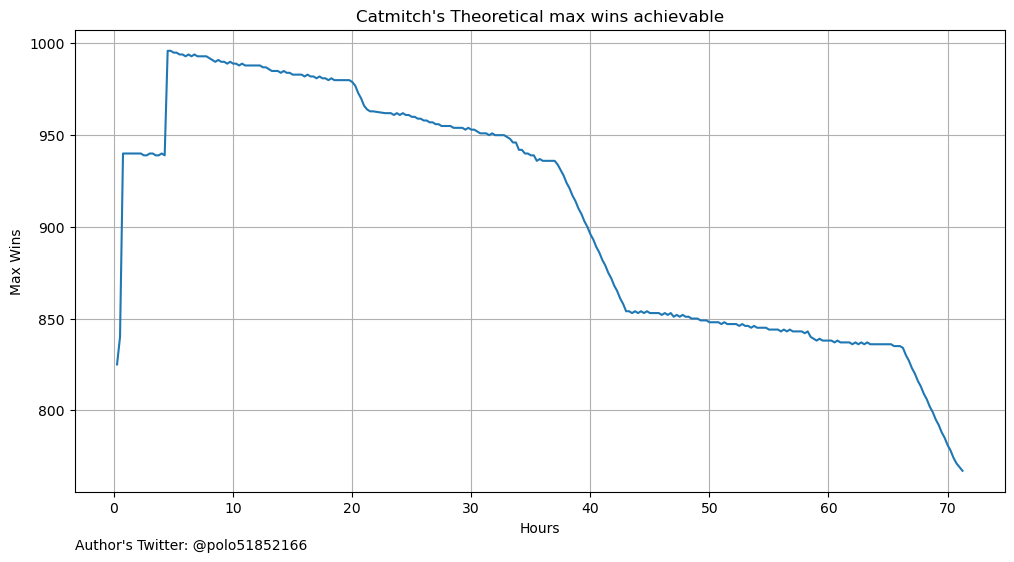 Catmitch's Theoretical max wins achievable
1000
950
900
850
800
Max Wins
0 10 20 30 40 50 60 70
Hours
Author's Twitter: @polo51852166